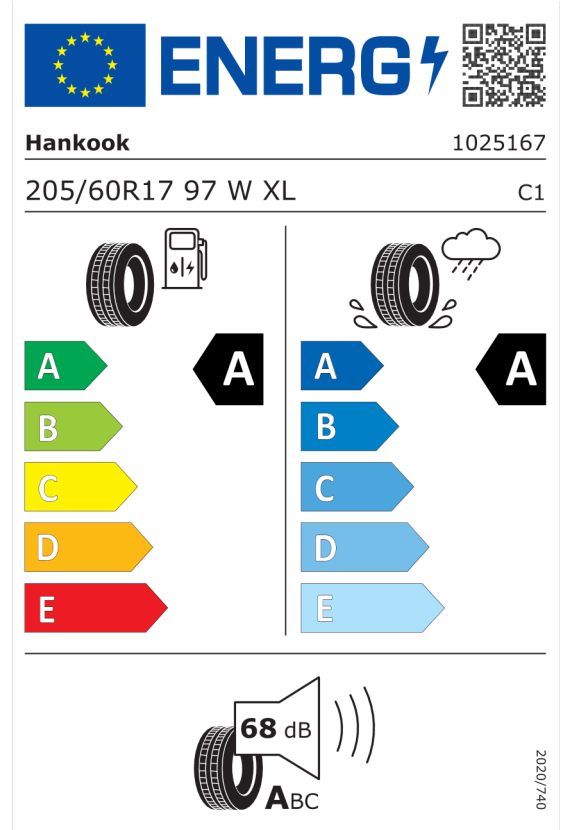 ENERG
Hankook 1025167
205/60R17 97 W XL C1
A A
B
C
D
E
A A
B
C
D
E
68 dB
ABC
2020/740